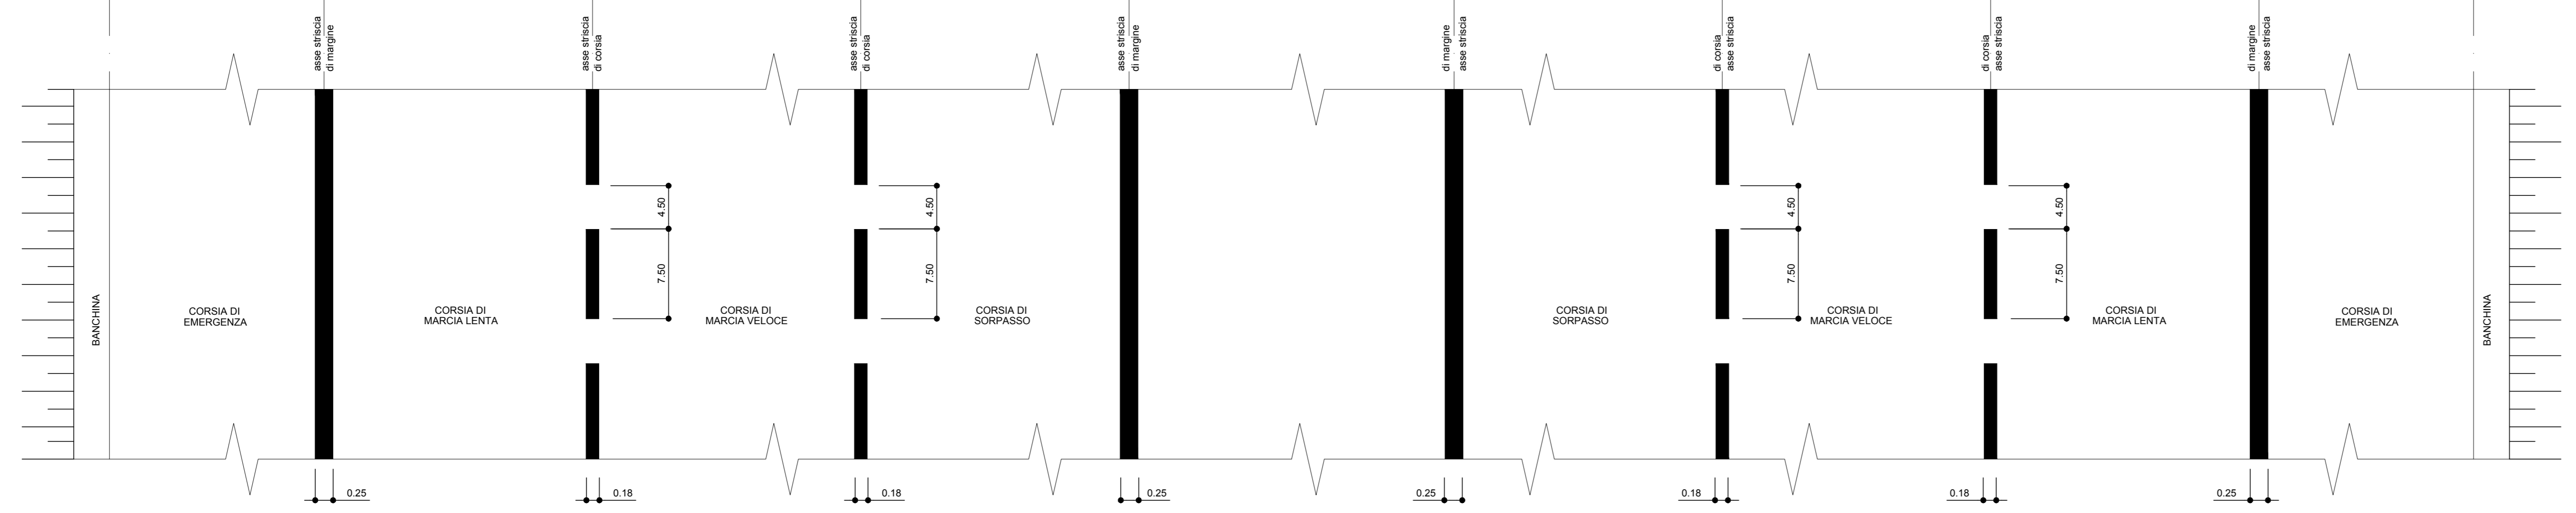 asse striscia
di margine
asse striscia
di corsia
asse striscia
di corsia
asse striscia
di margine
di margine
asse striscia
di corsia
asse striscia
di corsia
asse striscia
di margine
asse striscia
4.50
4.50
4.50
4.50
7.50
7.50
7.50
7.50
BANCHINA
CORSIA DI
EMERGENZA
CORSIA DI
MARCIA LENTA
CORSIA DI
MARCIA VELOCE
CORSIA DI
SORPASSO
CORSIA DI
SORPASSO
CORSIA DI
MARCIA VELOCE
CORSIA DI
MARCIA LENTA
CORSIA DI
EMERGENZA
BANCHINA
0.25
0.18
0.18
0.25
0.25
0.18
0.18
0.25